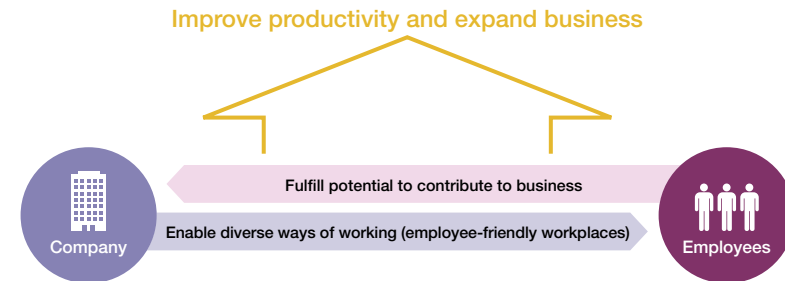 Improve productivity and expand business
Fulfill potential to contribute to business
Company
Enable diverse ways of working (employee-friendly workplaces)
Employees